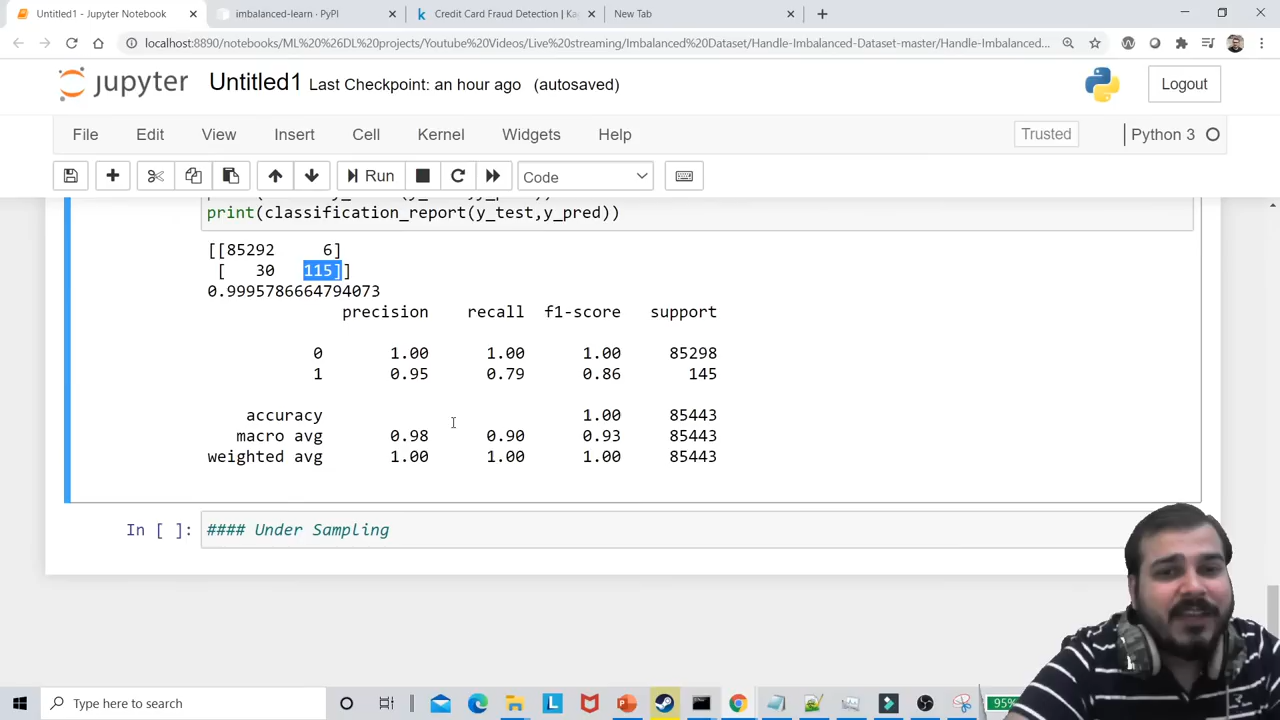 Untitled1 - Jupyter Notebook
imbalanced-learn · PyPI
Credit Card Fraud Detection | Ka
New Tab
localhost:8890/notebooks/ML%20%26DL%20projects/Youtube%20Videos/Live%20streaming/Imbalanced%20Dataset/Handle-Imbalanced-Dataset-master/Handle-Imbalanced...
jupyter Untitled1 Last Checkpoint: an hour ago (autosaved)
Logout
File Edit View Insert Cell Kernel Widgets Help
Trusted
Python 3
Run
Code
print(classification_report(y_test,y_pred))
[[85292 6]
[ 30 115]]
0.9995786664794073
precision recall f1-score support
0 1.00 1.00 1.00 85298
1 0.95 0.79 0.86 145
accuracy 1.00 85443
macro avg 0.98 0.90 0.93 85443
weighted avg 1.00 1.00 1.00 85443
In [ ]: #### Under Sampling
Type here to search
95%